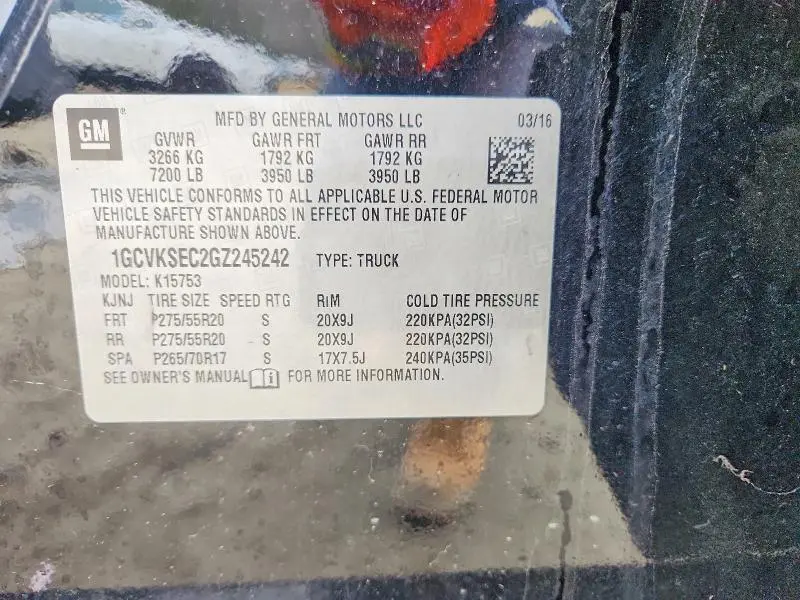 GM ® MFD BY GENERAL MOTORS LLC 03/16
GVWR GAWR FRT GAWR RR
3266 KG 1792 KG 1792 KG
7200 LB 3950 LB 3950 LB
THIS VEHICLE CONFORMS TO ALL APPLICABLE U.S. FEDERAL MOTOR
VEHICLE SAFETY STANDARDS IN EFFECT ON THE DATE OF
MANUFACTURE SHOWN ABOVE.
1GCVKSEC2GZ245242 TYPE: TRUCK
MODEL: K15753
KJNJ TIRE SIZE SPEED RTG RIM COLD TIRE PRESSURE
FRT P275/55R20 S 20X9J 220KPA(32PSI)
RR P275/55R20 S 20X9J 220KPA(32PSI)
SPA P265/70R17 S 17X7.5J 240KPA(35PSI)
SEE OWNER'S MANUAL i FOR MORE INFORMATION.